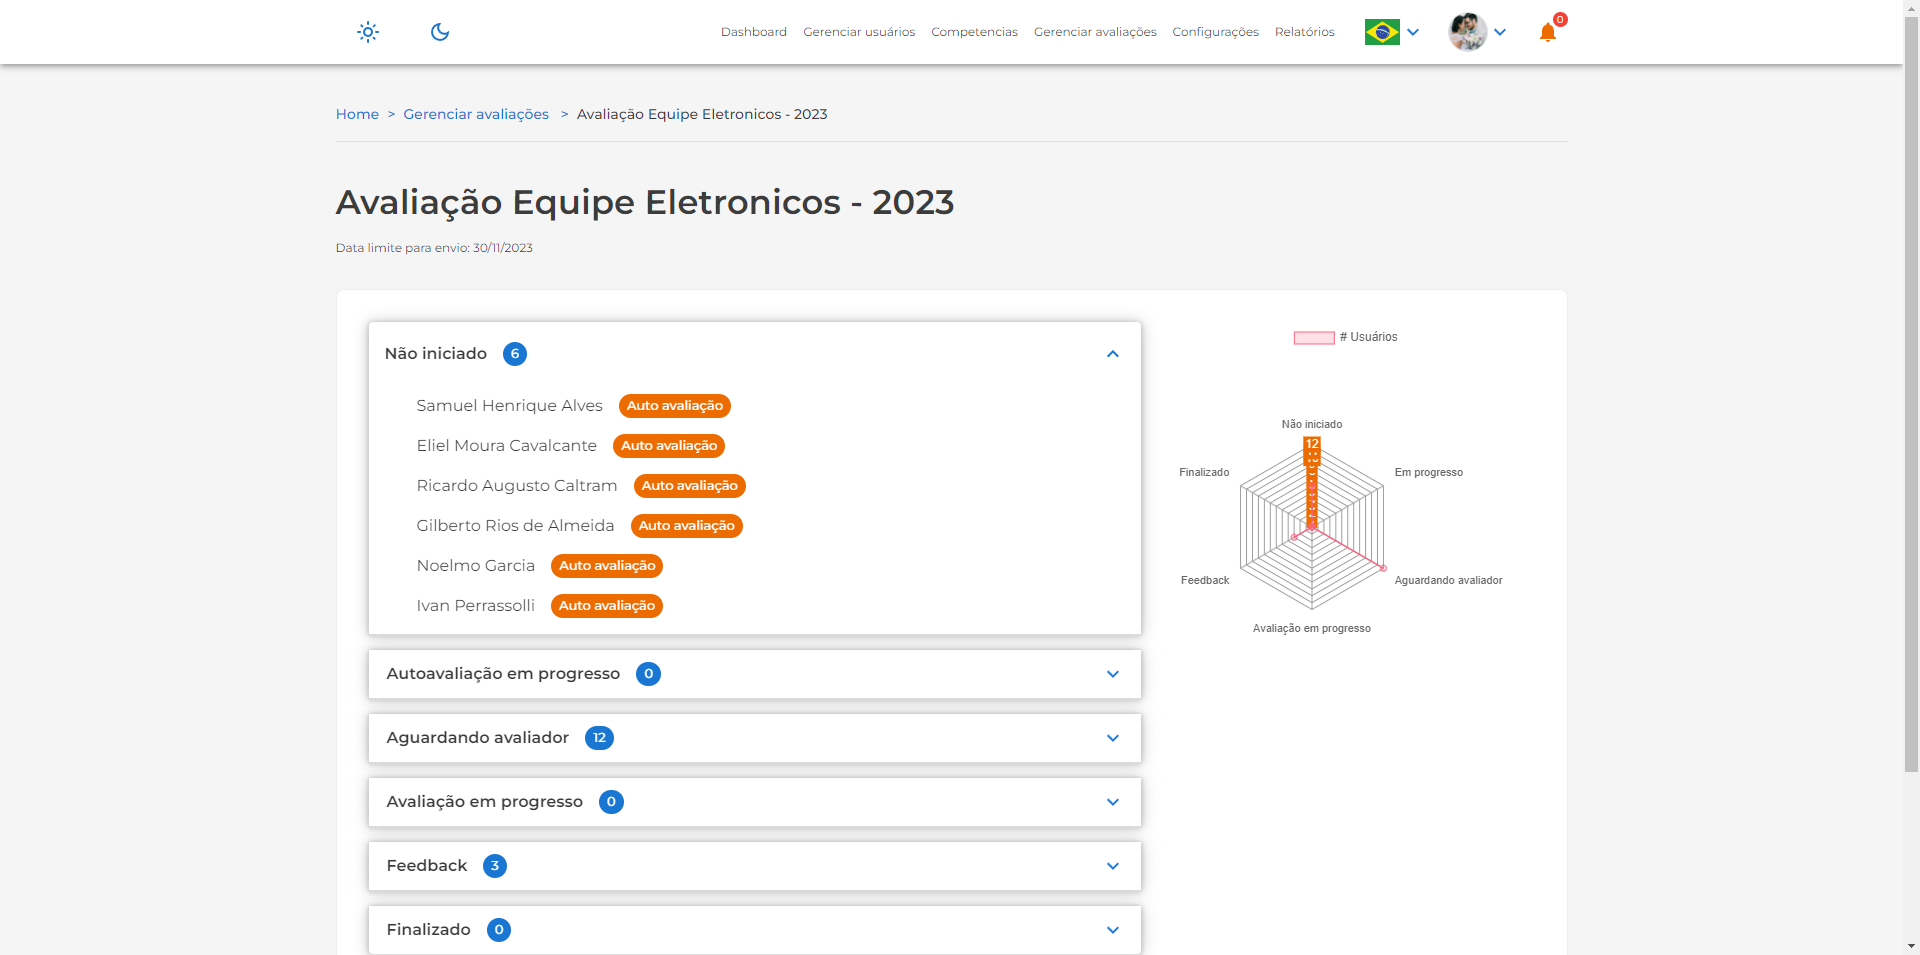 Dashboard Gerenciar usuários Competencias Gerenciar avaliações Configurações Relatórios 0
Home > Gerenciar avaliações > Avaliação Equipe Eletronicos - 2023
Avaliação Equipe Eletronicos - 2023
Data limite para envio: 30/11/2023
Não iniciado 6
Samuel Henrique Alves Auto avaliação
Eliel Moura Cavalcante Auto avaliação
Ricardo Augusto Caltram Auto avaliação
Gilberto Rios de Almeida Auto avaliação
Noelmo Garcia Auto avaliação
Ivan Perrassolli Auto avaliação
Autoavaliação em progresso 0
Aguardando avaliador 12
Avaliação em progresso 0
Feedback 3
Finalizado 0
# Usuários
Não iniciado
12
Finalizado
Em progresso
Feedback
Aguardando avaliador
Avaliação em progresso